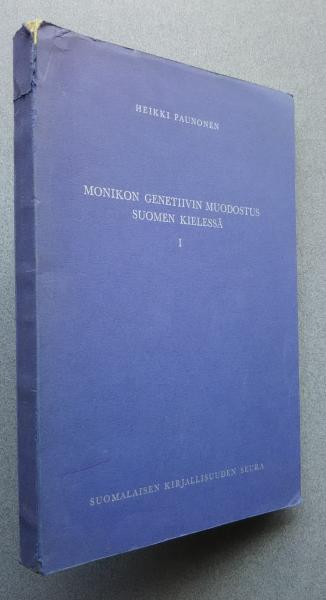 HEIKKI PAUNONEN
MONIKON GENETIIVIN MUODOSTUS
SUOMEN KIELESSÄ
I
SUOMALAISEN KIRJALLISUUDEN SEURA